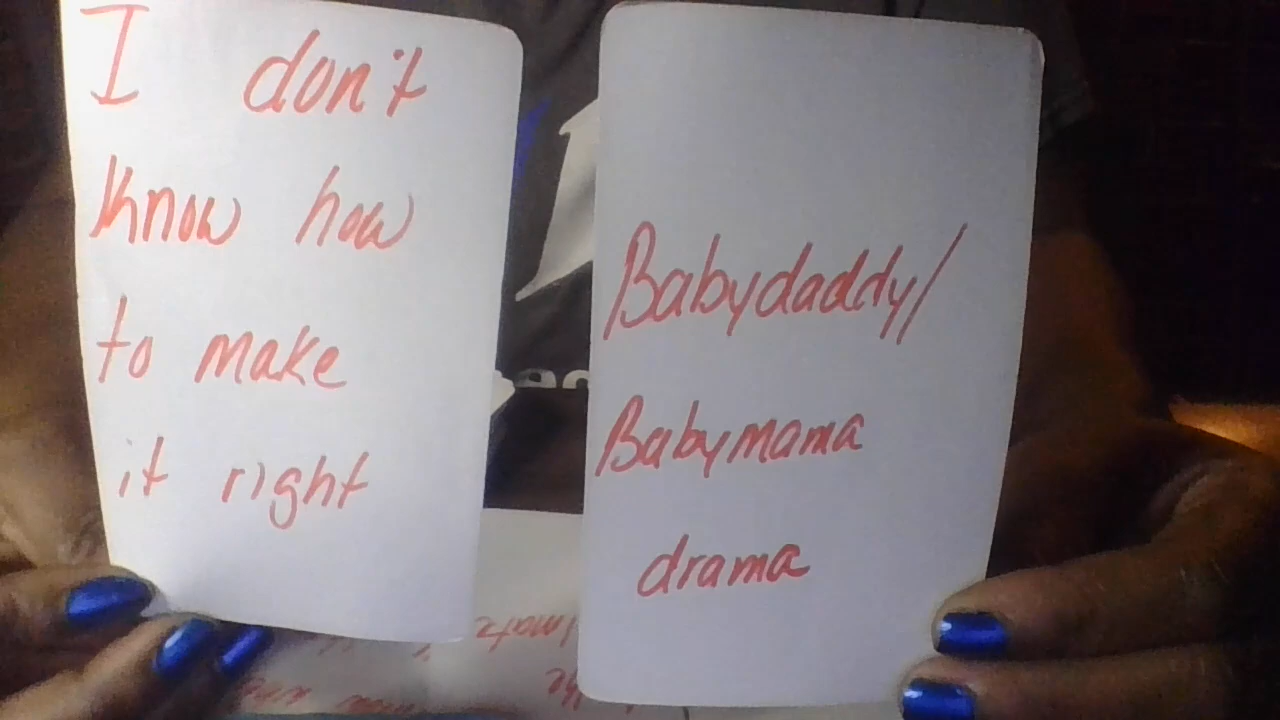 I don't
know how
to make
it right
Babydaddy/
Babymama
drama